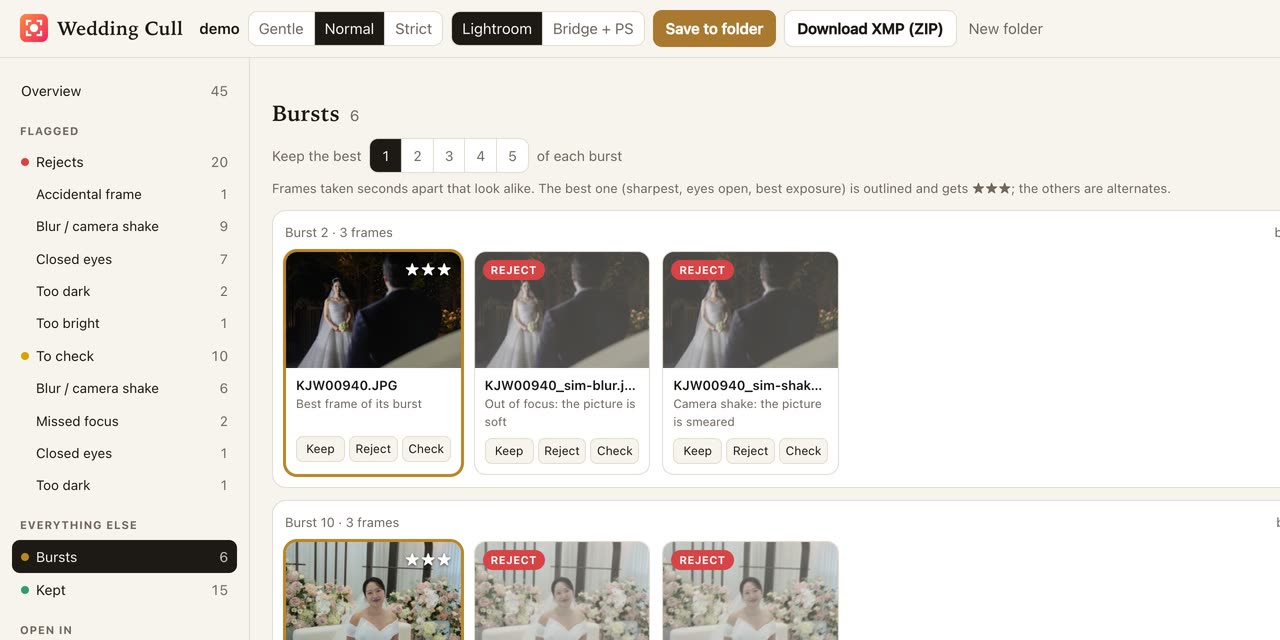 Wedding Cull demo Gentle Normal Strict Lightroom Bridge + PS Save to folder Download XMP (ZIP) New folder
Overview 45
FLAGGED
Rejects 20
Accidental frame 1
Blur / camera shake 9
Closed eyes 7
Too dark 2
Too bright 1
To check 10
Blur / camera shake 6
Missed focus 2
Closed eyes 1
Too dark 1
EVERYTHING ELSE
Bursts 6
Kept 15
OPEN IN
Bursts 6
Keep the best 1 2 3 4 5 of each burst
Frames taken seconds apart that look alike. The best one (sharpest, eyes open, best exposure) is outlined and gets ★★★; the others are alternates.
Burst 2 · 3 frames
★★★
KJW00940.JPG
Best frame of its burst
Keep Reject Check
REJECT
KJW00940_sim-blur.j...
Out of focus: the picture is
soft
Keep Reject Check
REJECT
KJW00940_sim-shak...
Camera shake: the picture
is smeared
Keep Reject Check
Burst 10 · 3 frames
★★★
REJECT
REJECT